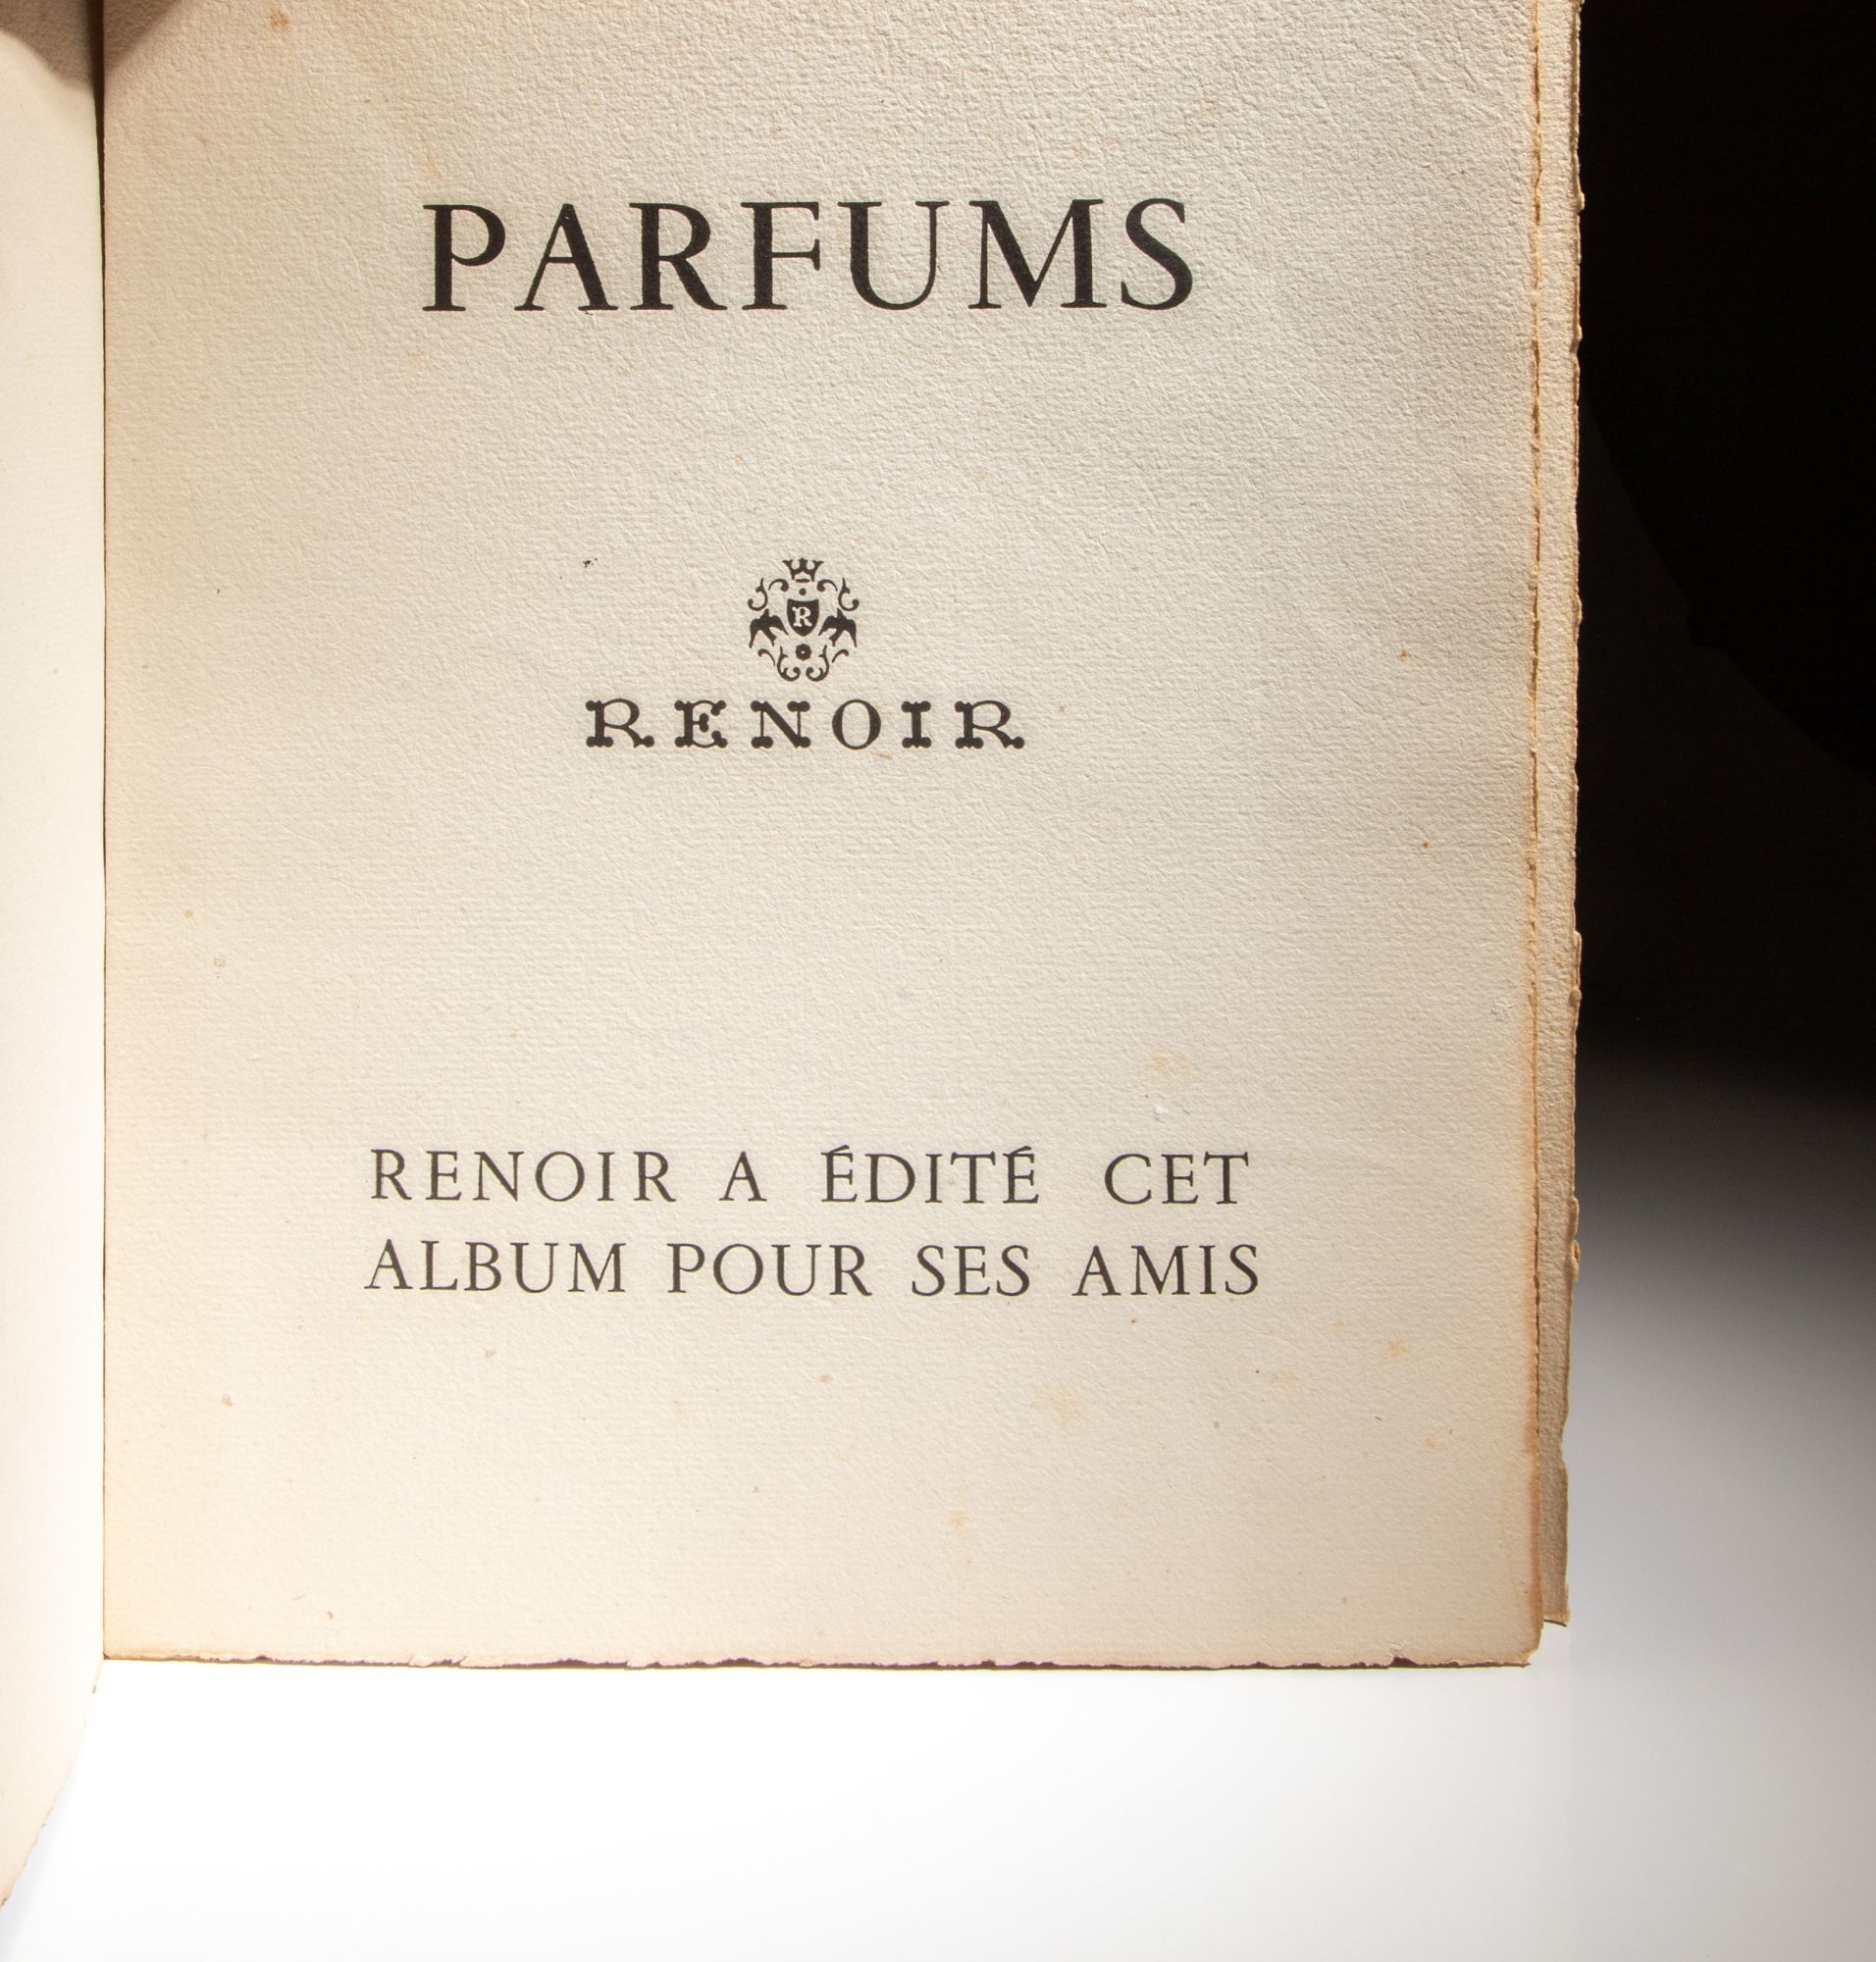 PARFUMS
R
RENOIR
RENOIR A ÉDITÉ CET
ALBUM POUR SES AMIS